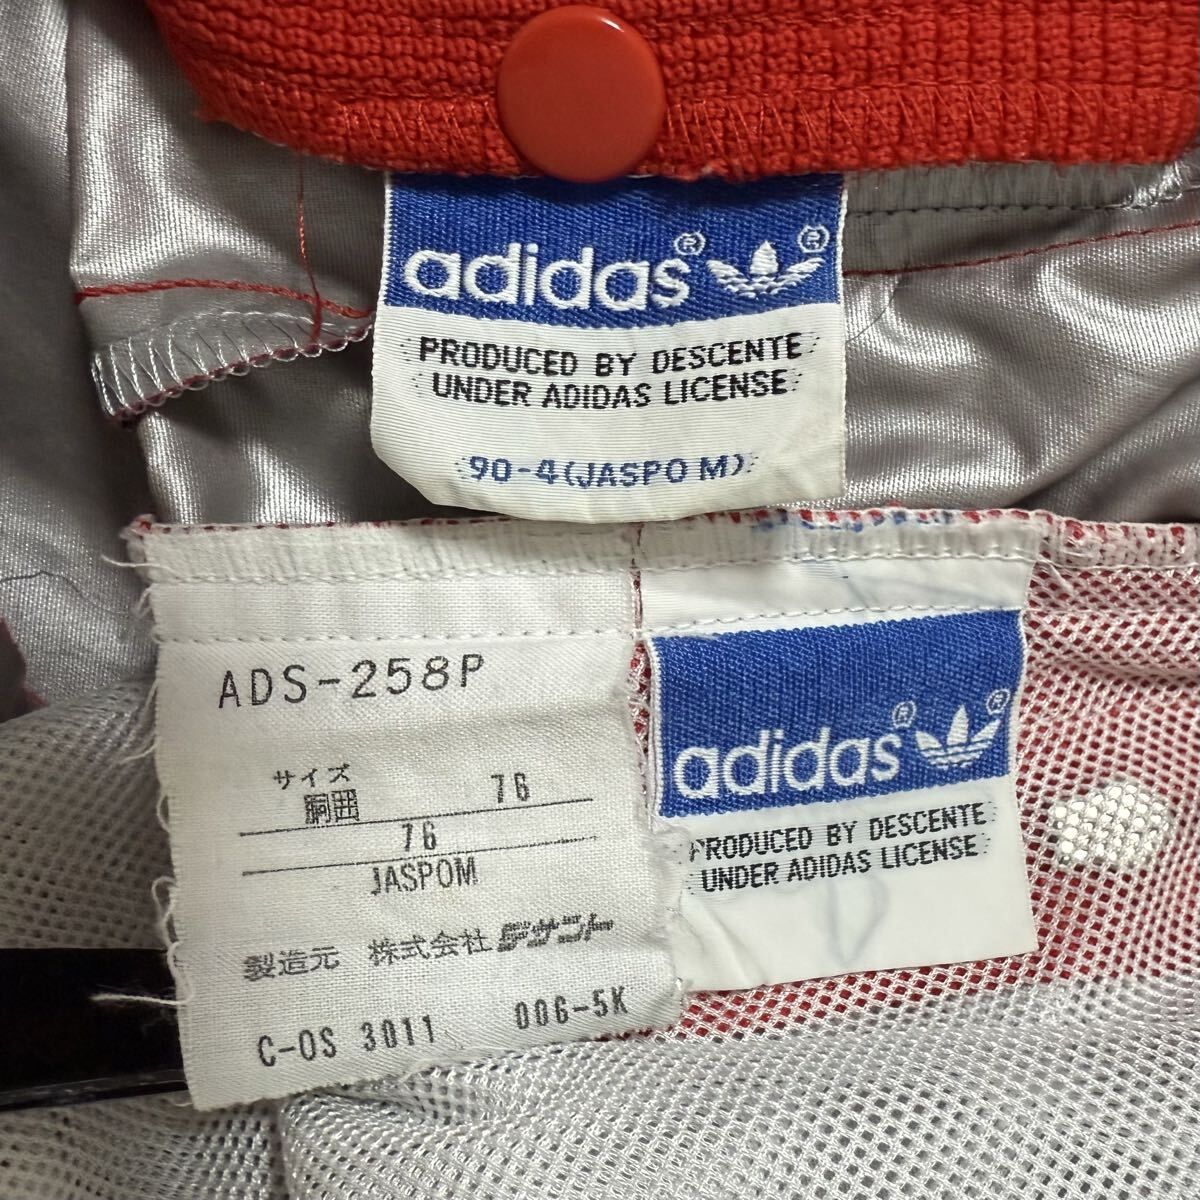 adidas®®
PRODUCED BY DESCENTE
UNDER ADIDAS LICENSE
90-4(JASPO M)
ADS-258P
サイズ
胴囲 76
76
JASPOM
製造元 株式会社デサント
C-OS 3011 006-5K
adidas®®
PRODUCED BY DESCENTE
UNDER ADIDAS LICENSE